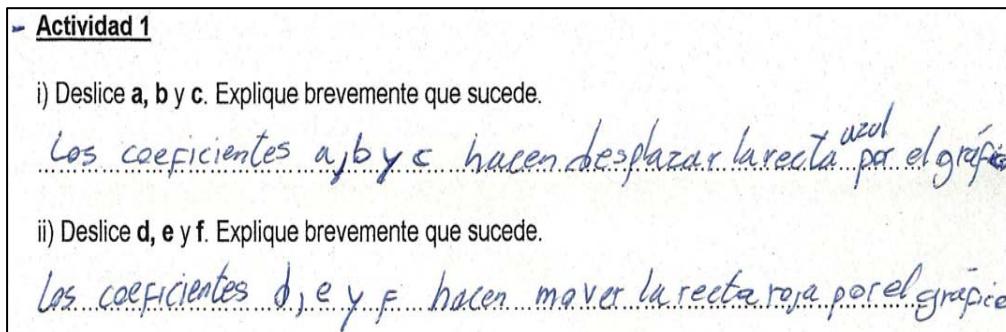 - Actividad 1
i) Deslice a, b y c. Explique brevemente que sucede.
Los coeficientes a, b y c hacen desplazar la recta azul por el gráfic
ii) Deslice d, e y f. Explique brevemente que sucede.
Los coeficientes d, e y f hacen mover la recta roja por el gráfico